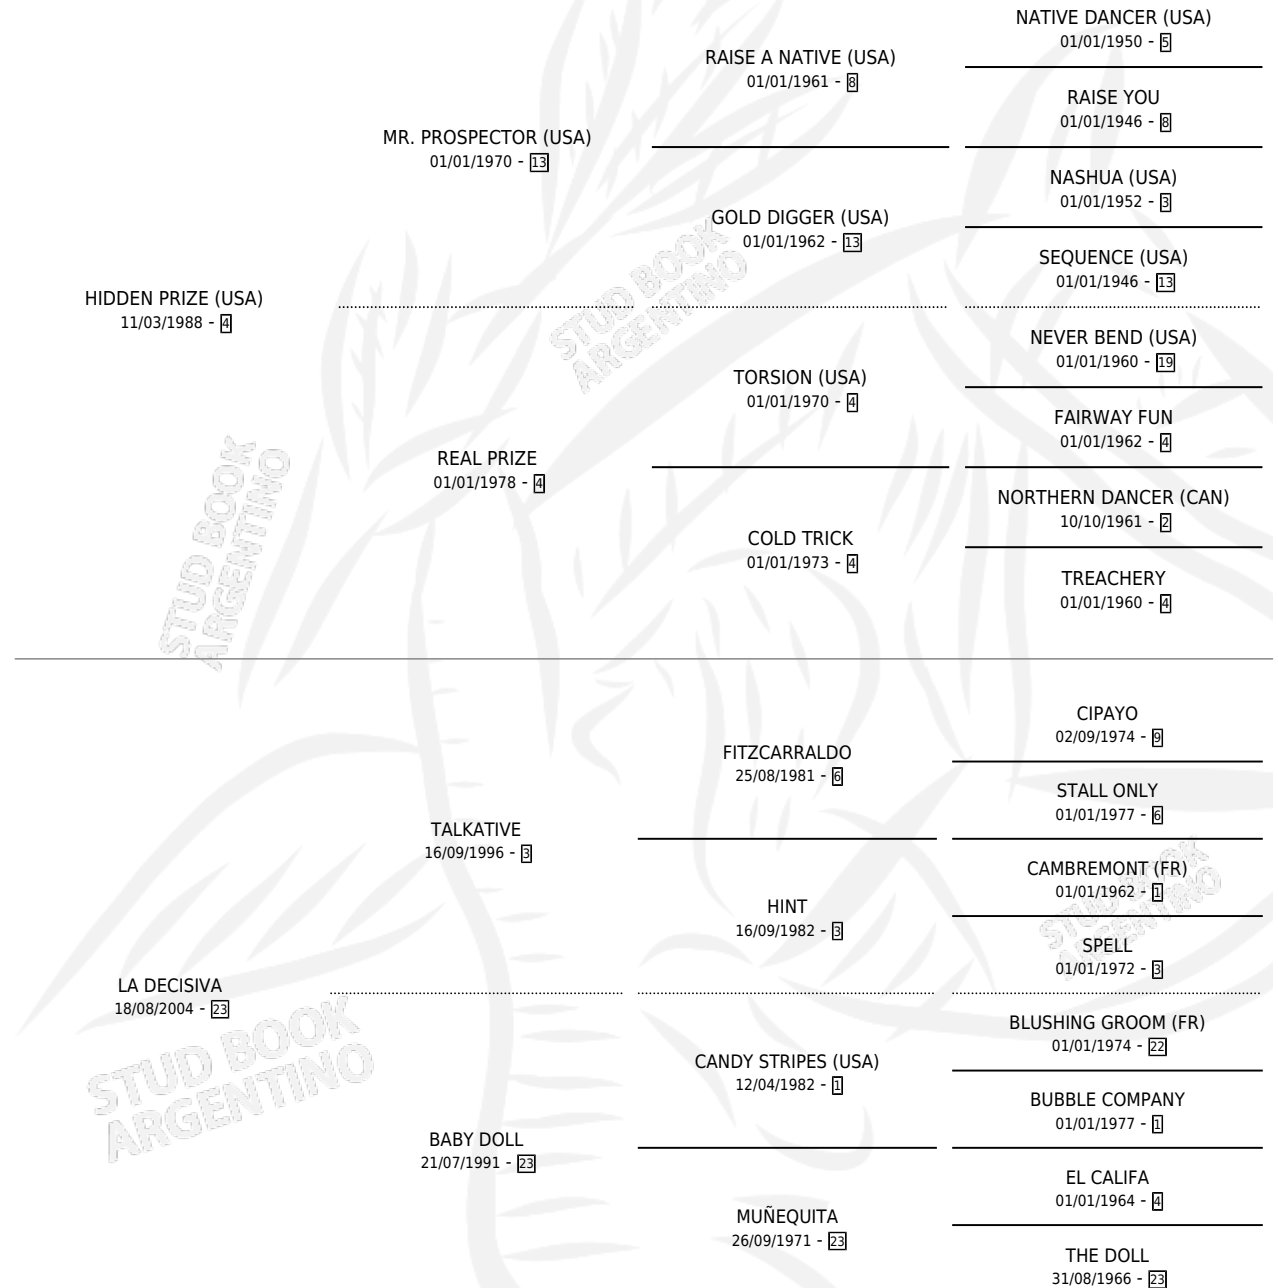 NATIVE DANCER (USA)
01/01/1950 - 5
RAISE A NATIVE (USA)
01/01/1961 - 8
RAISE YOU
01/01/1946 - 8
MR. PROSPECTOR (USA)
01/01/1970 - 13
NASHUA (USA)
01/01/1952 - 3
GOLD DIGGER (USA)
01/01/1962 - 13
SEQUENCE (USA)
01/01/1946 - 13
HIDDEN PRIZE (USA)
11/03/1988 - 4
NEVER BEND (USA)
01/01/1960 - 19
TORSION (USA)
01/01/1970 - 4
FAIRWAY FUN
01/01/1962 - 4
REAL PRIZE
01/01/1978 - 4
NORTHERN DANCER (CAN)
10/10/1961 - 2
COLD TRICK
01/01/1973 - 4
TREACHERY
01/01/1960 - 4
CIPAYO
02/09/1974 - 9
FITZCARRALDO
25/08/1981 - 6
STALL ONLY
01/01/1977 - 6
TALKATIVE
16/09/1996 - 3
CAMBREMONT (FR)
01/01/1962 - 1
HINT
16/09/1982 - 3
SPELL
01/01/1972 - 3
LA DECISIVA
18/08/2004 - 23
BLUSHING GROOM (FR)
01/01/1974 - 22
CANDY STRIPES (USA)
12/04/1982 - 1
BUBBLE COMPANY
01/01/1977 - 1
BABY DOLL
21/07/1991 - 23
EL CALIFA
01/01/1964 - 4
MUÑEQUITA
26/09/1971 - 23
THE DOLL
31/08/1966 - 23
STUD BOOK
ARGENTINO
STUD BOOK
ARGENTINO
STUD BOOK
ARGENTINO
STUD BOOK
ARGENTINO